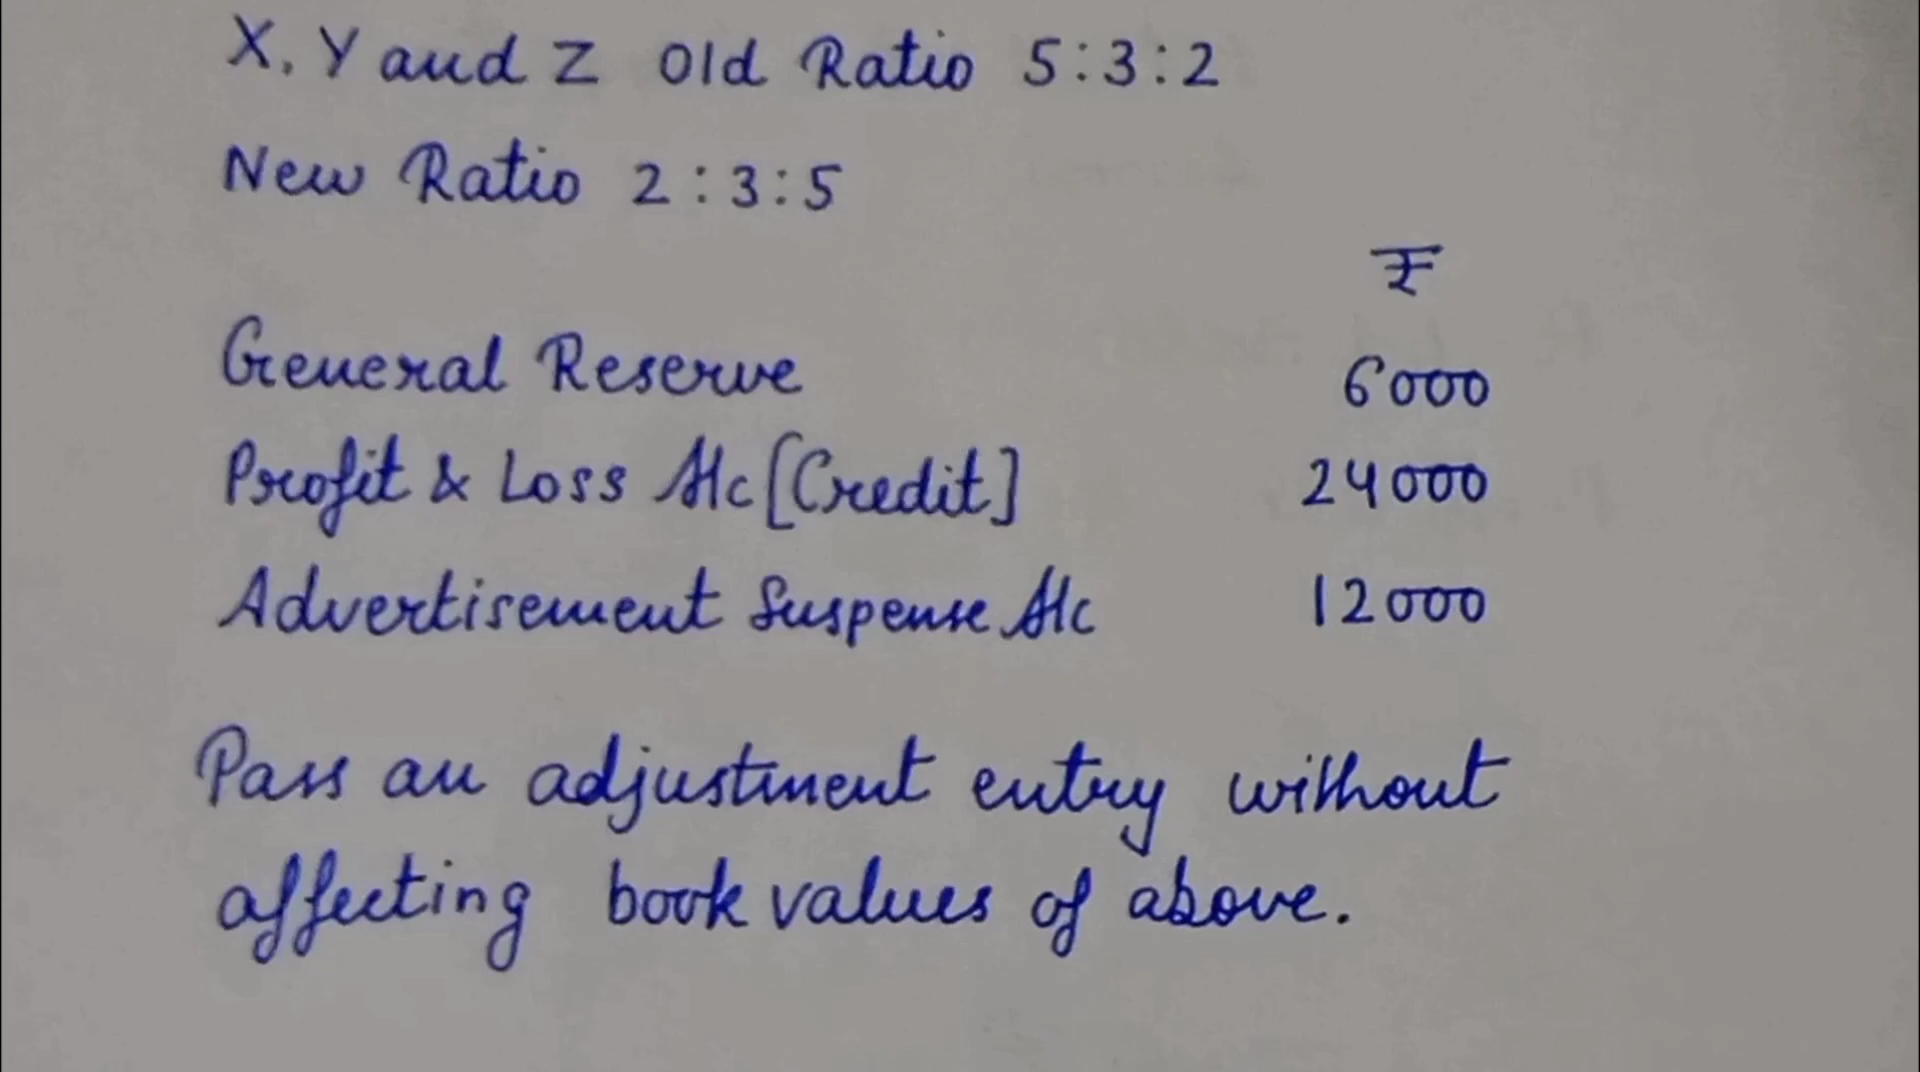 X, Y and Z Old Ratio 5:3:2
New Ratio 2:3:5
₹
General Reserve 6000
Profit & Loss A/c [Credit] 24000
Advertisement Suspense A/c 12000
Pass an adjustment entry without
affecting book values of above.